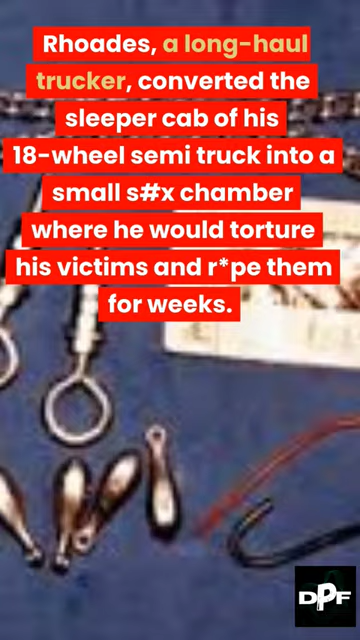 Rhoades, a long-haul
trucker, converted the
sleeper cab of his
18-wheel semi truck into a
small s#x chamber
where he would torture
his victims and r*pe them
for weeks.
DPF